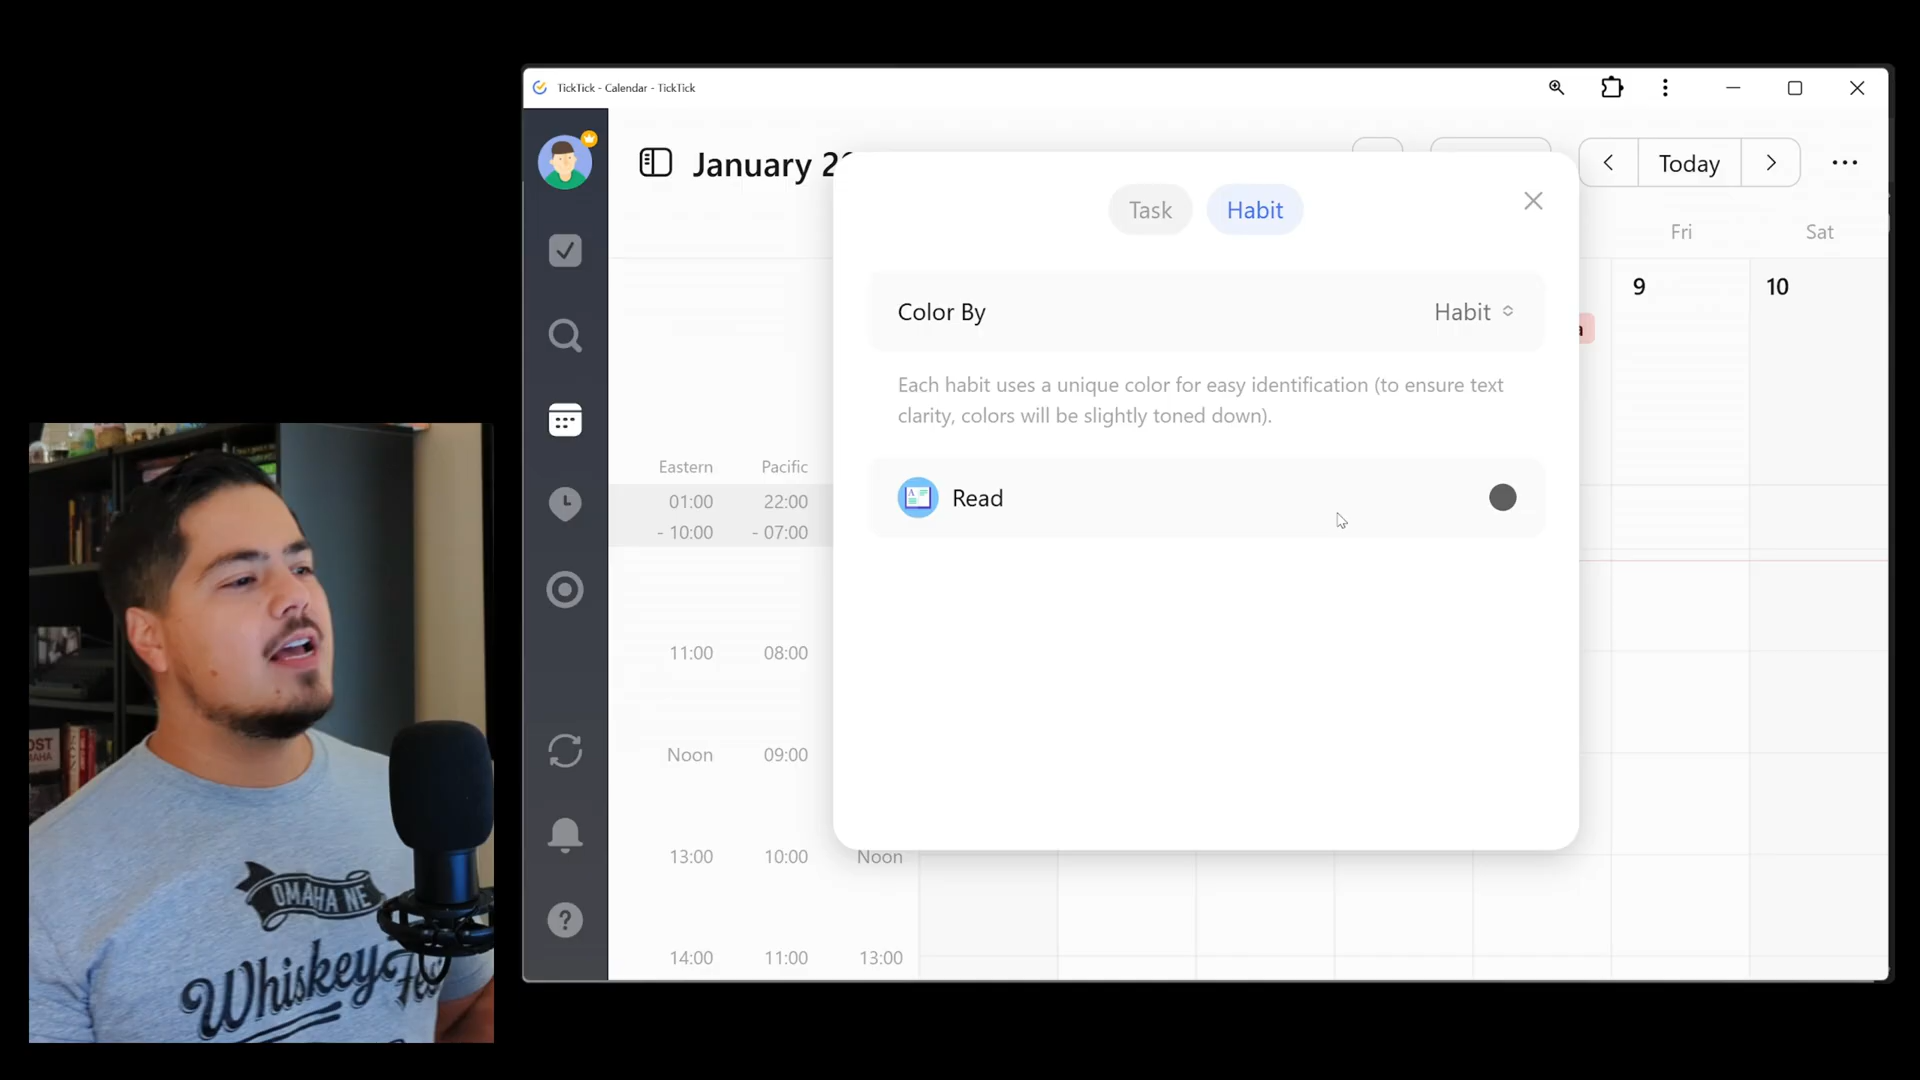 TickTick - Calendar - TickTick
January 2
Today
Task
Habit
Fri
Sat
9
10
Color By
Habit
Each habit uses a unique color for easy identification (to ensure text
clarity, colors will be slightly toned down).
Eastern
Pacific
01:00
22:00
- 10:00
- 07:00
Read
11:00
08:00
Noon
09:00
13:00
10:00
Noon
14:00
11:00
13:00
OMAHA NE
Whiskey